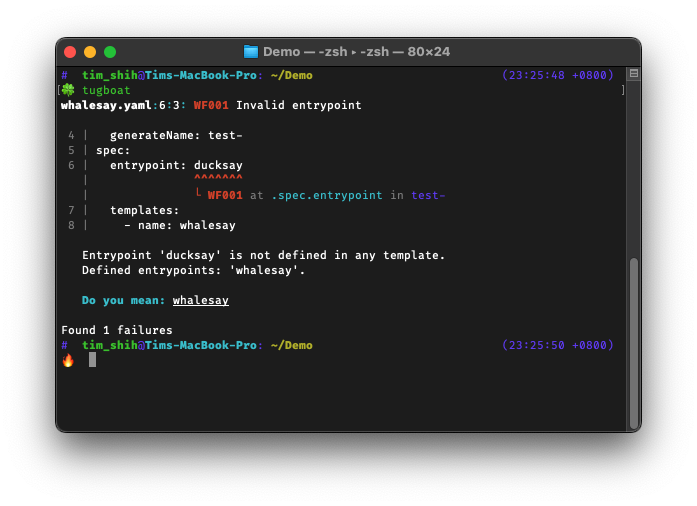 Demo — -zsh ▸ -zsh — 80×24
#  tim_shih@Tims-MacBook-Pro: ~/Demo (23:25:48 +0800)
[🍀 tugboat ]
whalesay.yaml:6:3: WF001 Invalid entrypoint
4 |   generateName: test-
5 | spec:
6 |   entrypoint: ducksay
|               ^^^^^^^
|               └ WF001 at .spec.entrypoint in test-
7 |   templates:
8 |     - name: whalesay
Entrypoint 'ducksay' is not defined in any template.
Defined entrypoints: 'whalesay'.
Do you mean: whalesay
Found 1 failures
#  tim_shih@Tims-MacBook-Pro: ~/Demo (23:25:50 +0800)
🔥